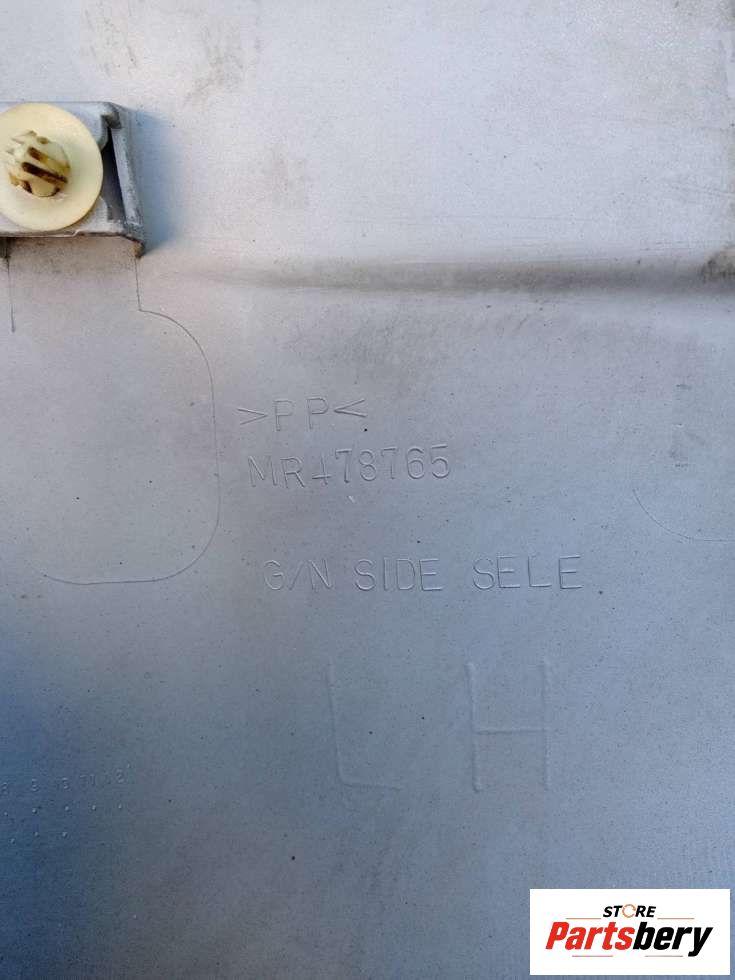 >PP<
MR478765
G/N SIDE SELE
LH
STORE
Partsbery